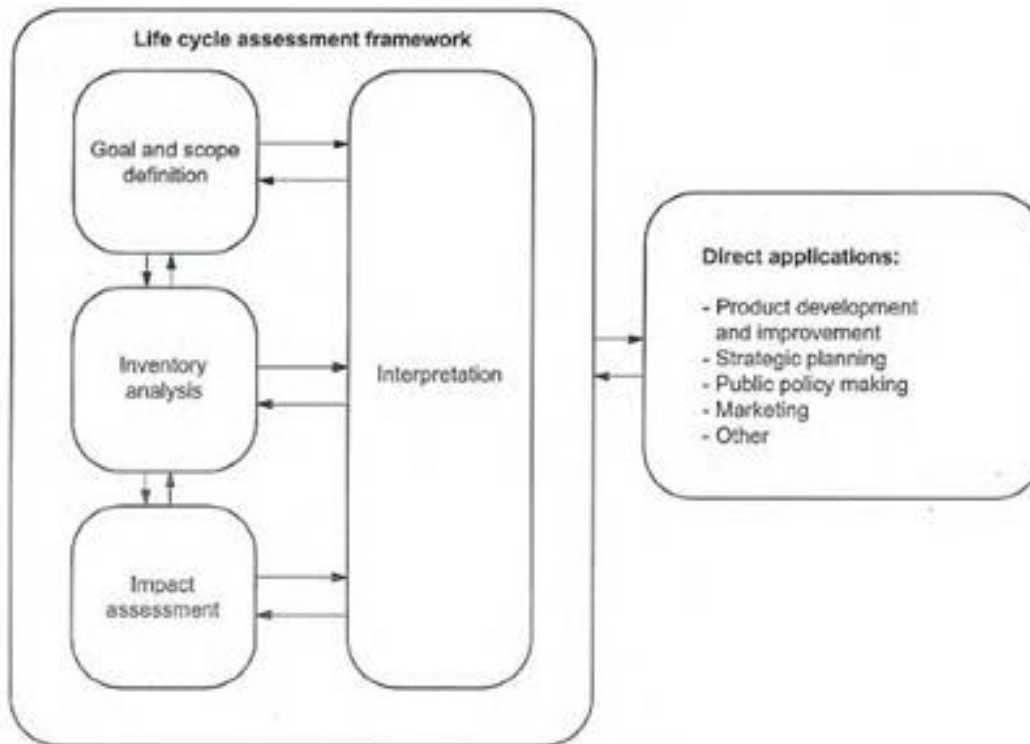 Life cycle assessment framework
Goal and scope
definition
Inventory
analysis
Impact
assessment
Interpretation
Direct applications:
- Product development
and improvement
- Strategic planning
- Public policy making
- Marketing
- Other